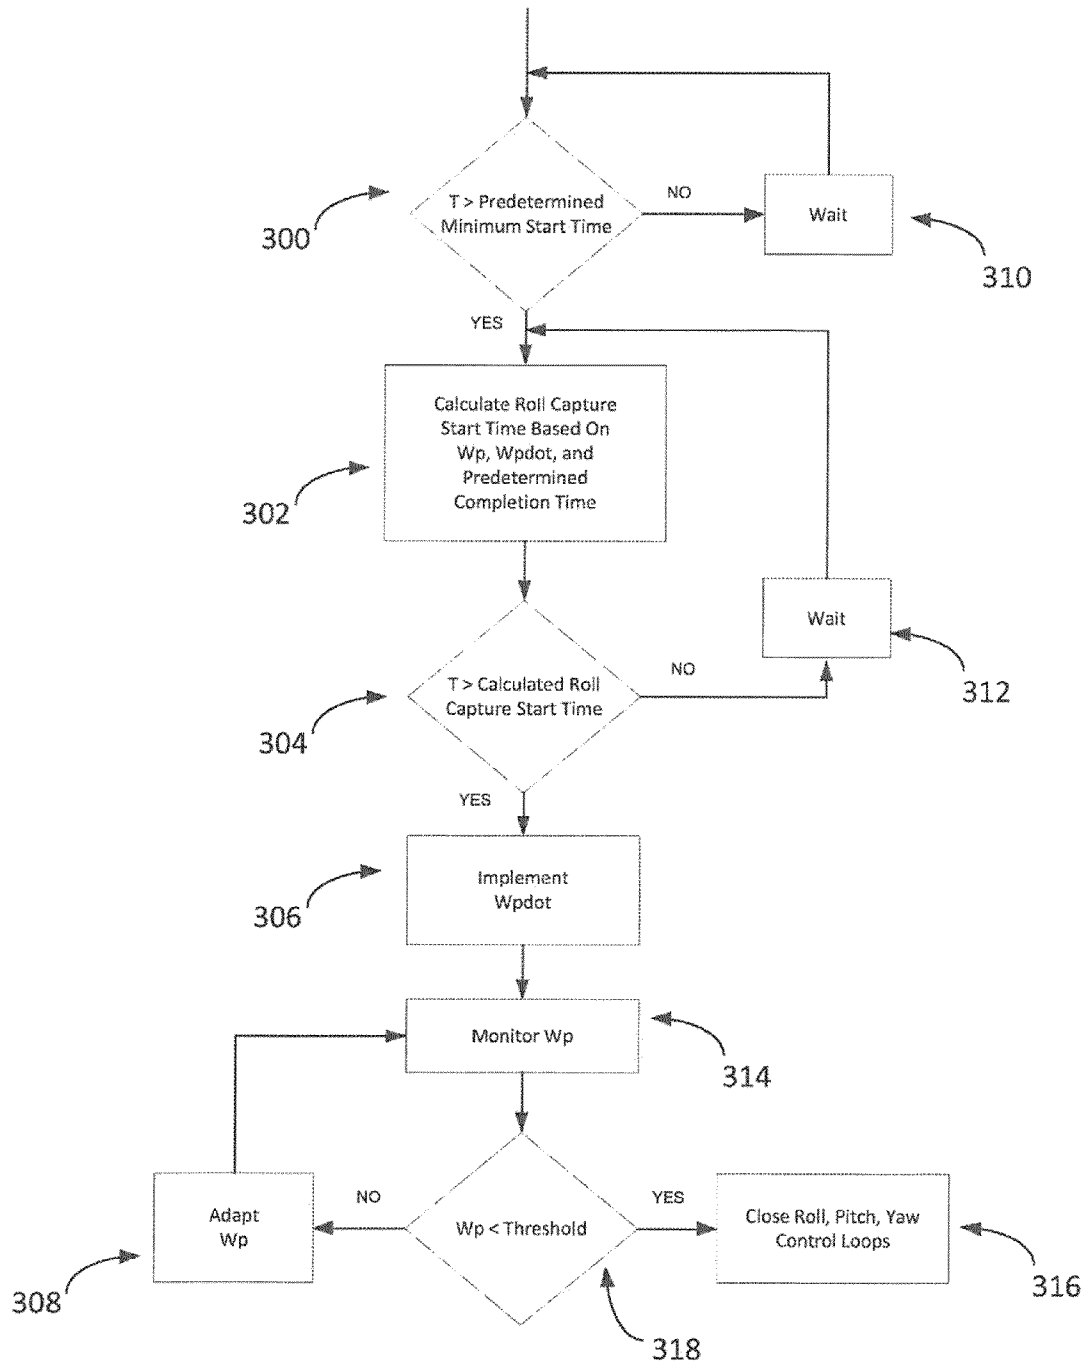 T > Predetermined
Minimum Start Time
NO
Wait
300
310
YES
Calculate Roll Capture
Start Time Based On
Wp, Wpdot, and
Predetermined
Completion Time
302
Wait
T > Calculated Roll
Capture Start Time
NO
312
304
YES
Implement
Wpdot
306
Monitor Wp
314
Adapt
Wp
NO
Wp < Threshold
YES
Close Roll, Pitch, Yaw
Control Loops
308
318
316